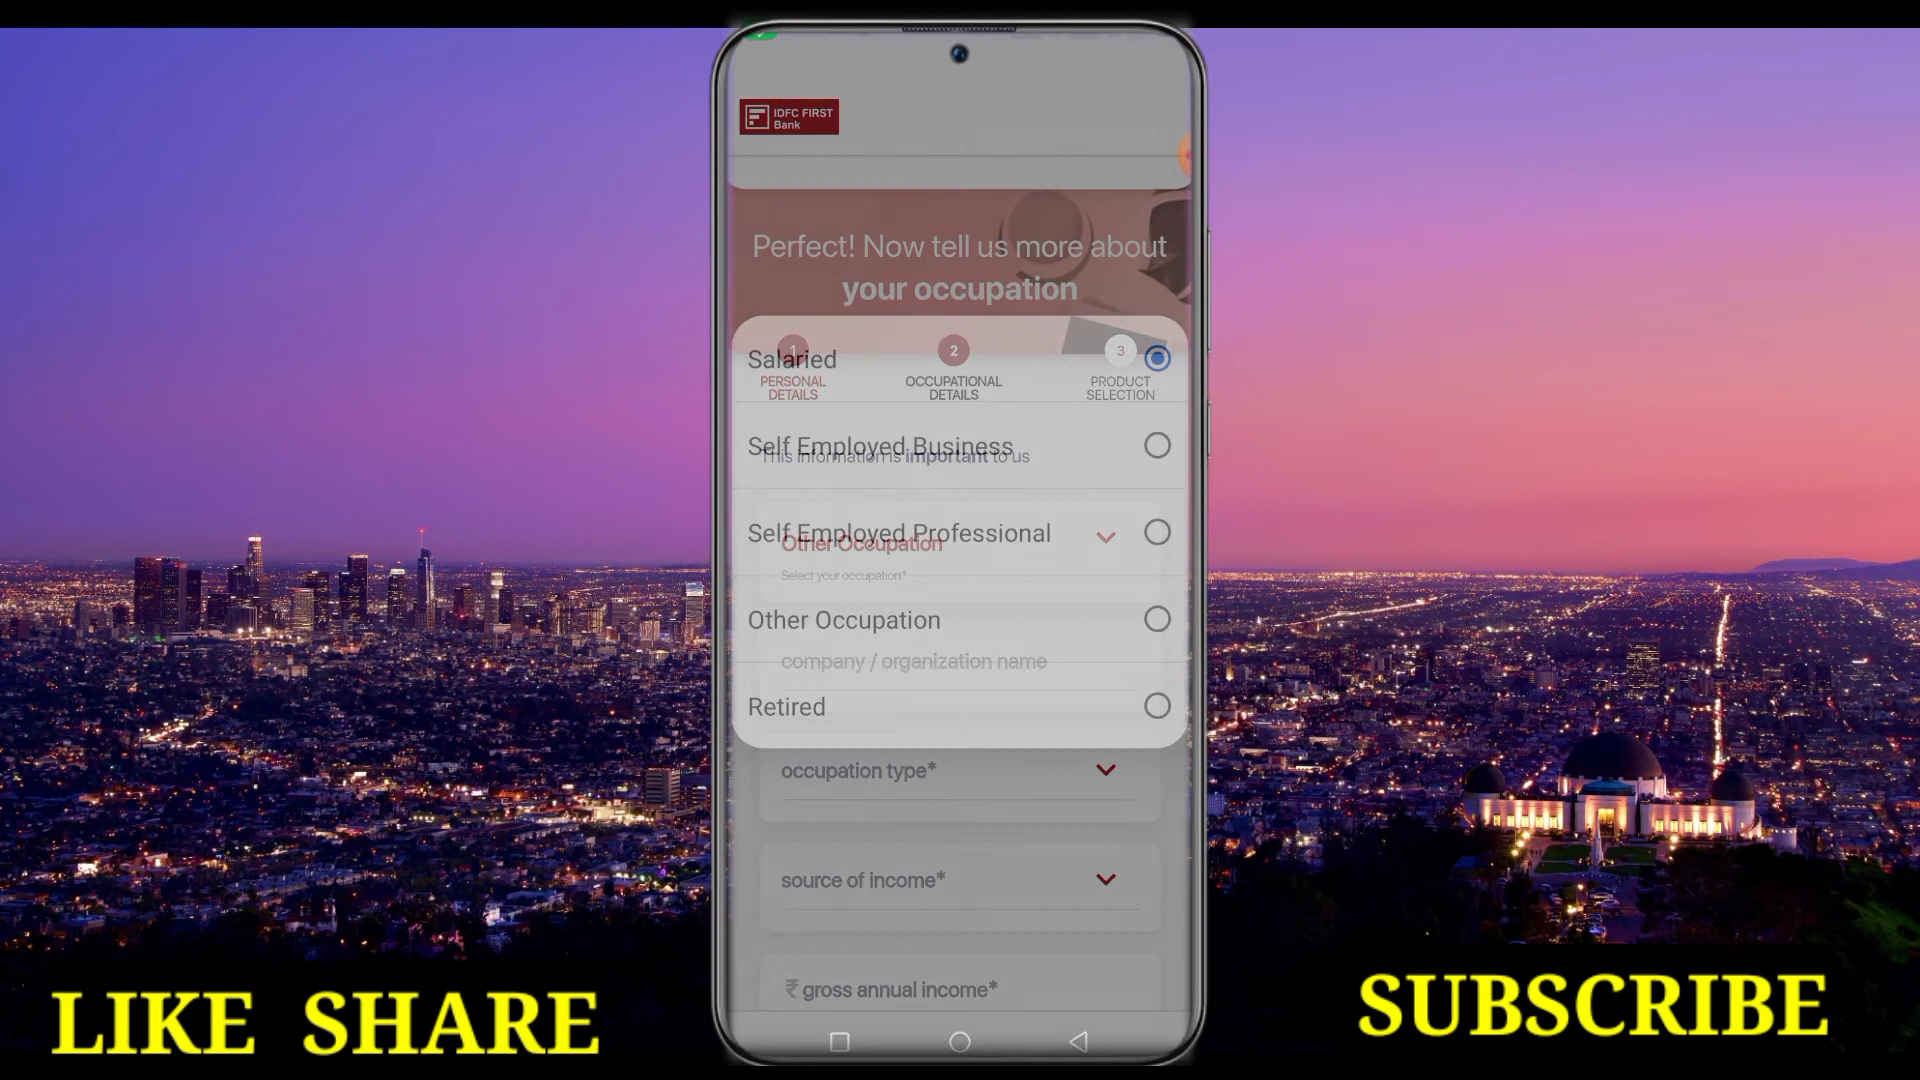 IDFC FIRST
Bank
Perfect! Now tell us more about
your occupation
1
2
3
Salaried
PERSONAL
DETAILS
OCCUPATIONAL
DETAILS
PRODUCT
SELECTION
Self Employed Business
This information is important to us
Self Employed Professional
Other Occupation
Select your occupation*
Other Occupation
company / organization name
Retired
occupation type*
source of income*
₹ gross annual income*
LIKE SHARE
SUBSCRIBE